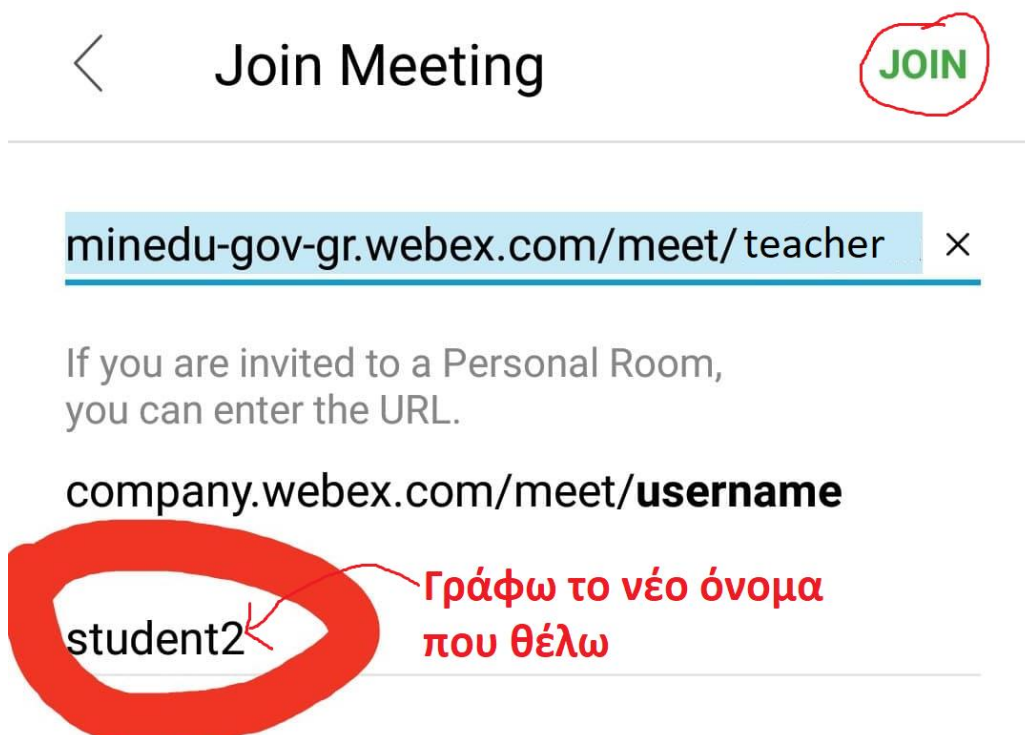 Join Meeting JOIN
minedu-gov-gr.webex.com/meet/teacher
If you are invited to a Personal Room,
you can enter the URL.
company.webex.com/meet/username
Γράφω το νέο όνομα
που θέλω
student2